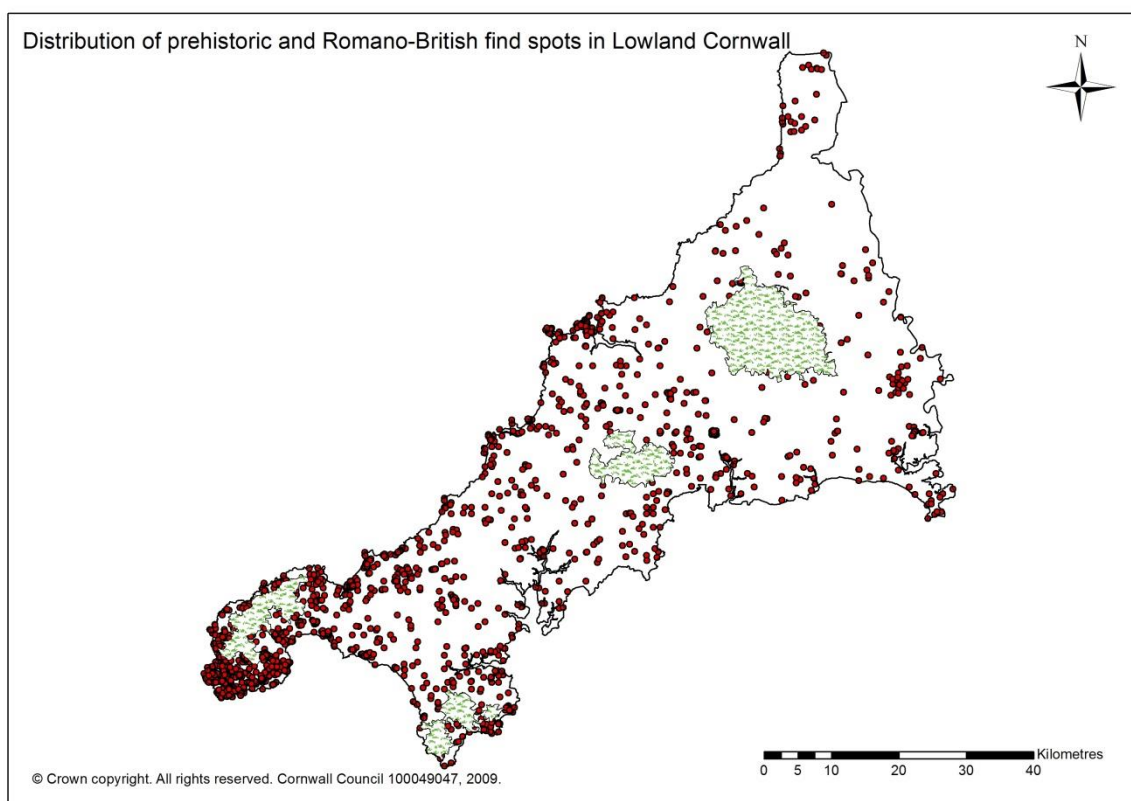 Distribution of prehistoric and Romano-British find spots in Lowland Cornwall
N
Kilometres
0 5 10 20 30 40
© Crown copyright. All rights reserved. Cornwall Council 100049047, 2009.